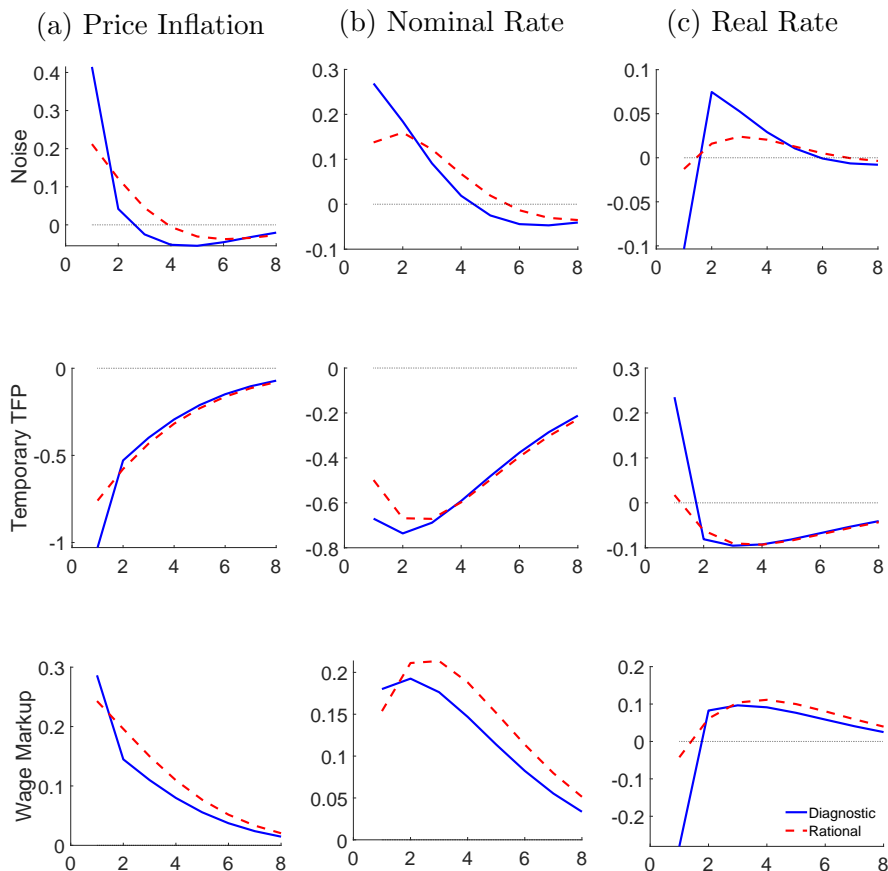 (a) Price Inflation (b) Nominal Rate (c) Real Rate
Noise
0.4
0.3
0.2
0.1
0
0 2 4 6 8
0.3
0.2
0.1
0
-0.1
0 2 4 6 8
0.1
0.05
0
-0.05
-0.1
0 2 4 6 8
Temporary TFP
0
-0.5
-1
0 2 4 6 8
0
-0.2
-0.4
-0.6
-0.8
0 2 4 6 8
0.3
0.2
0.1
0
-0.1
0 2 4 6 8
Wage Markup
0.3
0.2
0.1
0
0 2 4 6 8
0.2
0.15
0.1
0.05
0
0 2 4 6 8
0.2
0.1
0
-0.1
-0.2
0 2 4 6 8
Diagnostic
Rational